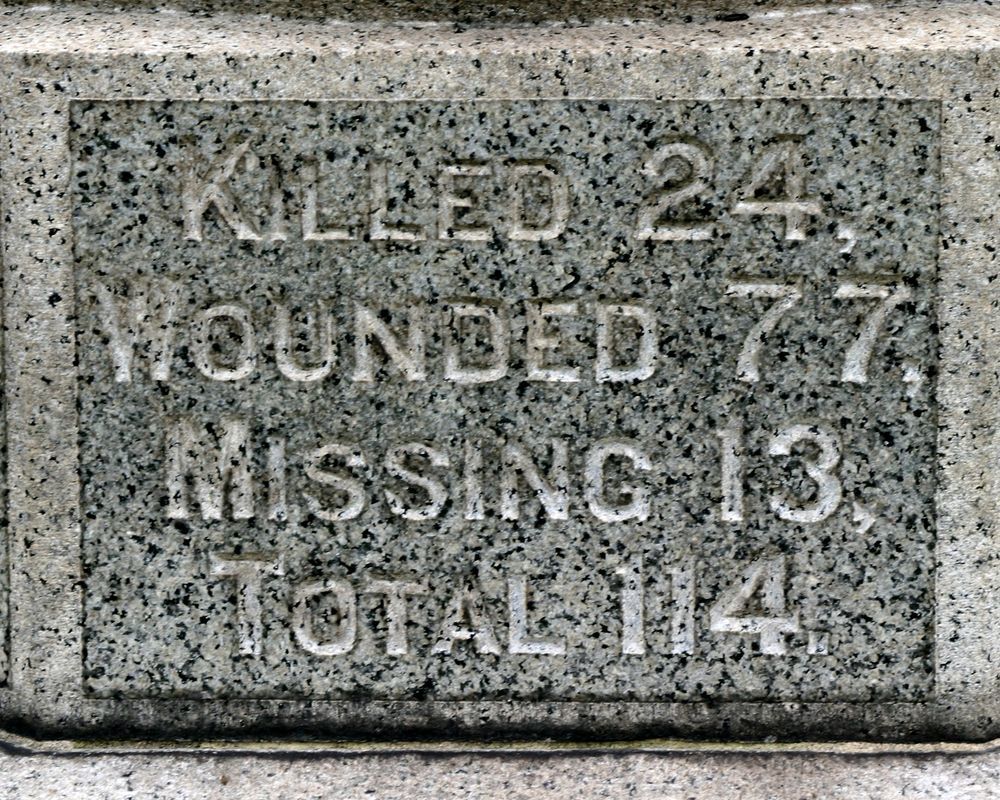 KILLED 24,
WOUNDED 77,
MISSING 13,
TOTAL 114.